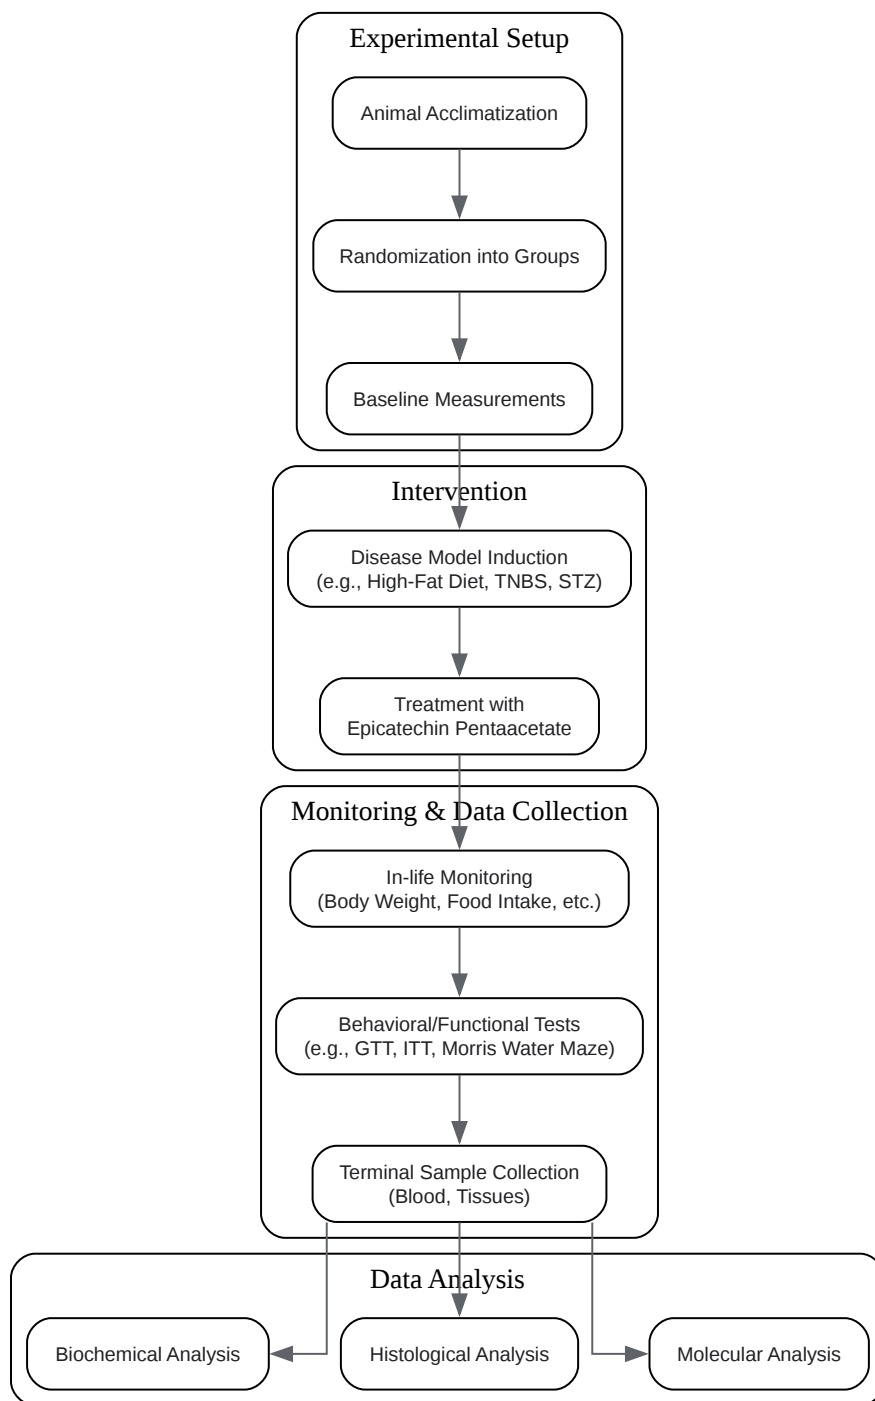 Experimental Setup
Animal Acclimatization
Randomization into Groups
Baseline Measurements
Intervention
Disease Model Induction
(e.g., High-Fat Diet, TNBS, STZ)
Treatment with
Epicatechin Pentaacetate
Monitoring & Data Collection
In-life Monitoring
(Body Weight, Food Intake, etc.)
Behavioral/Functional Tests
(e.g., GTT, ITT, Morris Water Maze)
Terminal Sample Collection
(Blood, Tissues)
Data Analysis
Biochemical Analysis
Histological Analysis
Molecular Analysis